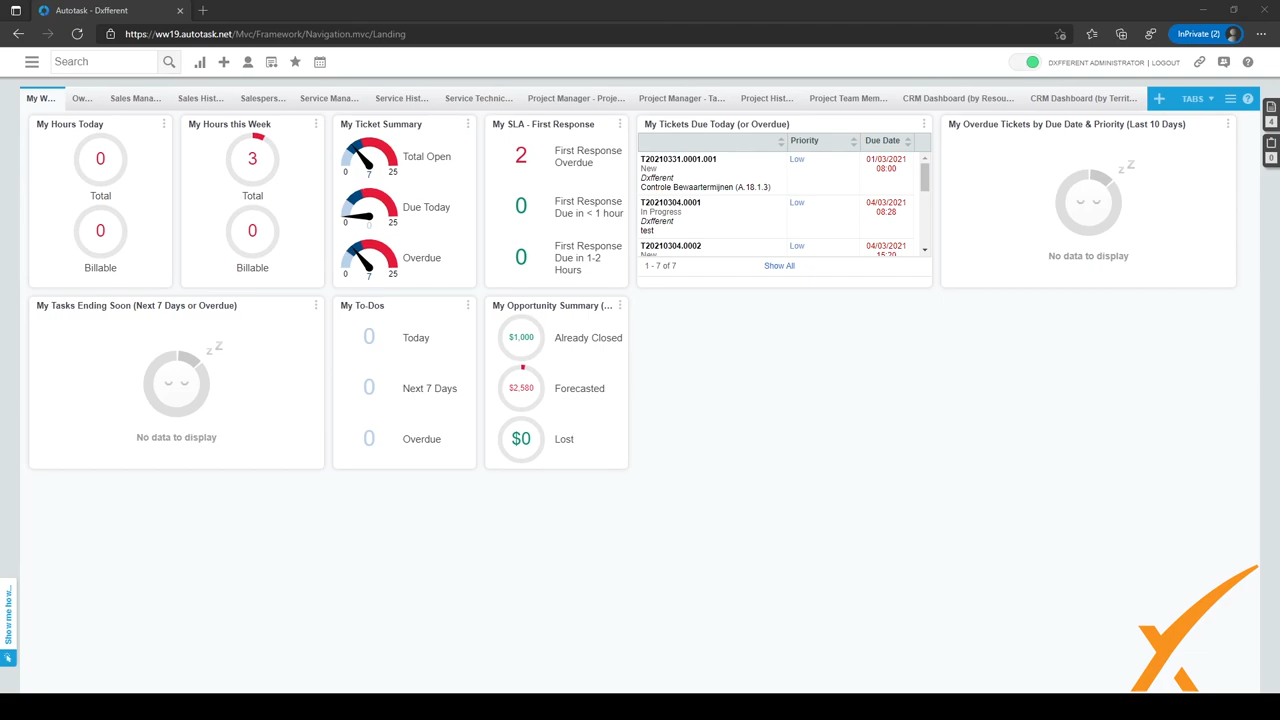 Autotask - Dxfferent
https://ww19.autotask.net/Mvc/Framework/Navigation.mvc/Landing
InPrivate (2)
Search
DXFFERENT ADMINISTRATOR | LOGOUT
My W... Ow... Sales Mana... Sales Hist... Salespers... Service Mana... Service Hist... Service Technic... Project Manager - Proje... Project Manager - Ta... Project Hist... Project Team Mem... CRM Dashboard (by Resou... CRM Dashboard (by Territ... TABS
4
0
My Hours Today
0
Total
0
Billable
My Hours this Week
3
Total
0
Billable
My Ticket Summary
0 7 25
Total Open
0 0 25
Due Today
0 7 25
Overdue
My SLA - First Response
2 First Response
Overdue
0 First Response
Due in < 1 hour
0 First Response
Due in 1-2
Hours
My Tickets Due Today (or Overdue)
Priority Due Date
T20210331.0001.001 Low 01/03/2021
New 08:00
Dxfferent
Controle Bewaartermijnen (A.18.1.3)
T20210304.0001 Low 04/03/2021
In Progress 08:28
Dxfferent
test
T20210304.0002 Low 04/03/2021
New 15:20
1 - 7 of 7 Show All
My Overdue Tickets by Due Date & Priority (Last 10 Days)
z Z
No data to display
My Tasks Ending Soon (Next 7 Days or Overdue)
z Z
No data to display
My To-Dos
0 Today
0 Next 7 Days
0 Overdue
My Opportunity Summary (...
$1,000 Already Closed
$2,580 Forecasted
$0 Lost
Show me how...